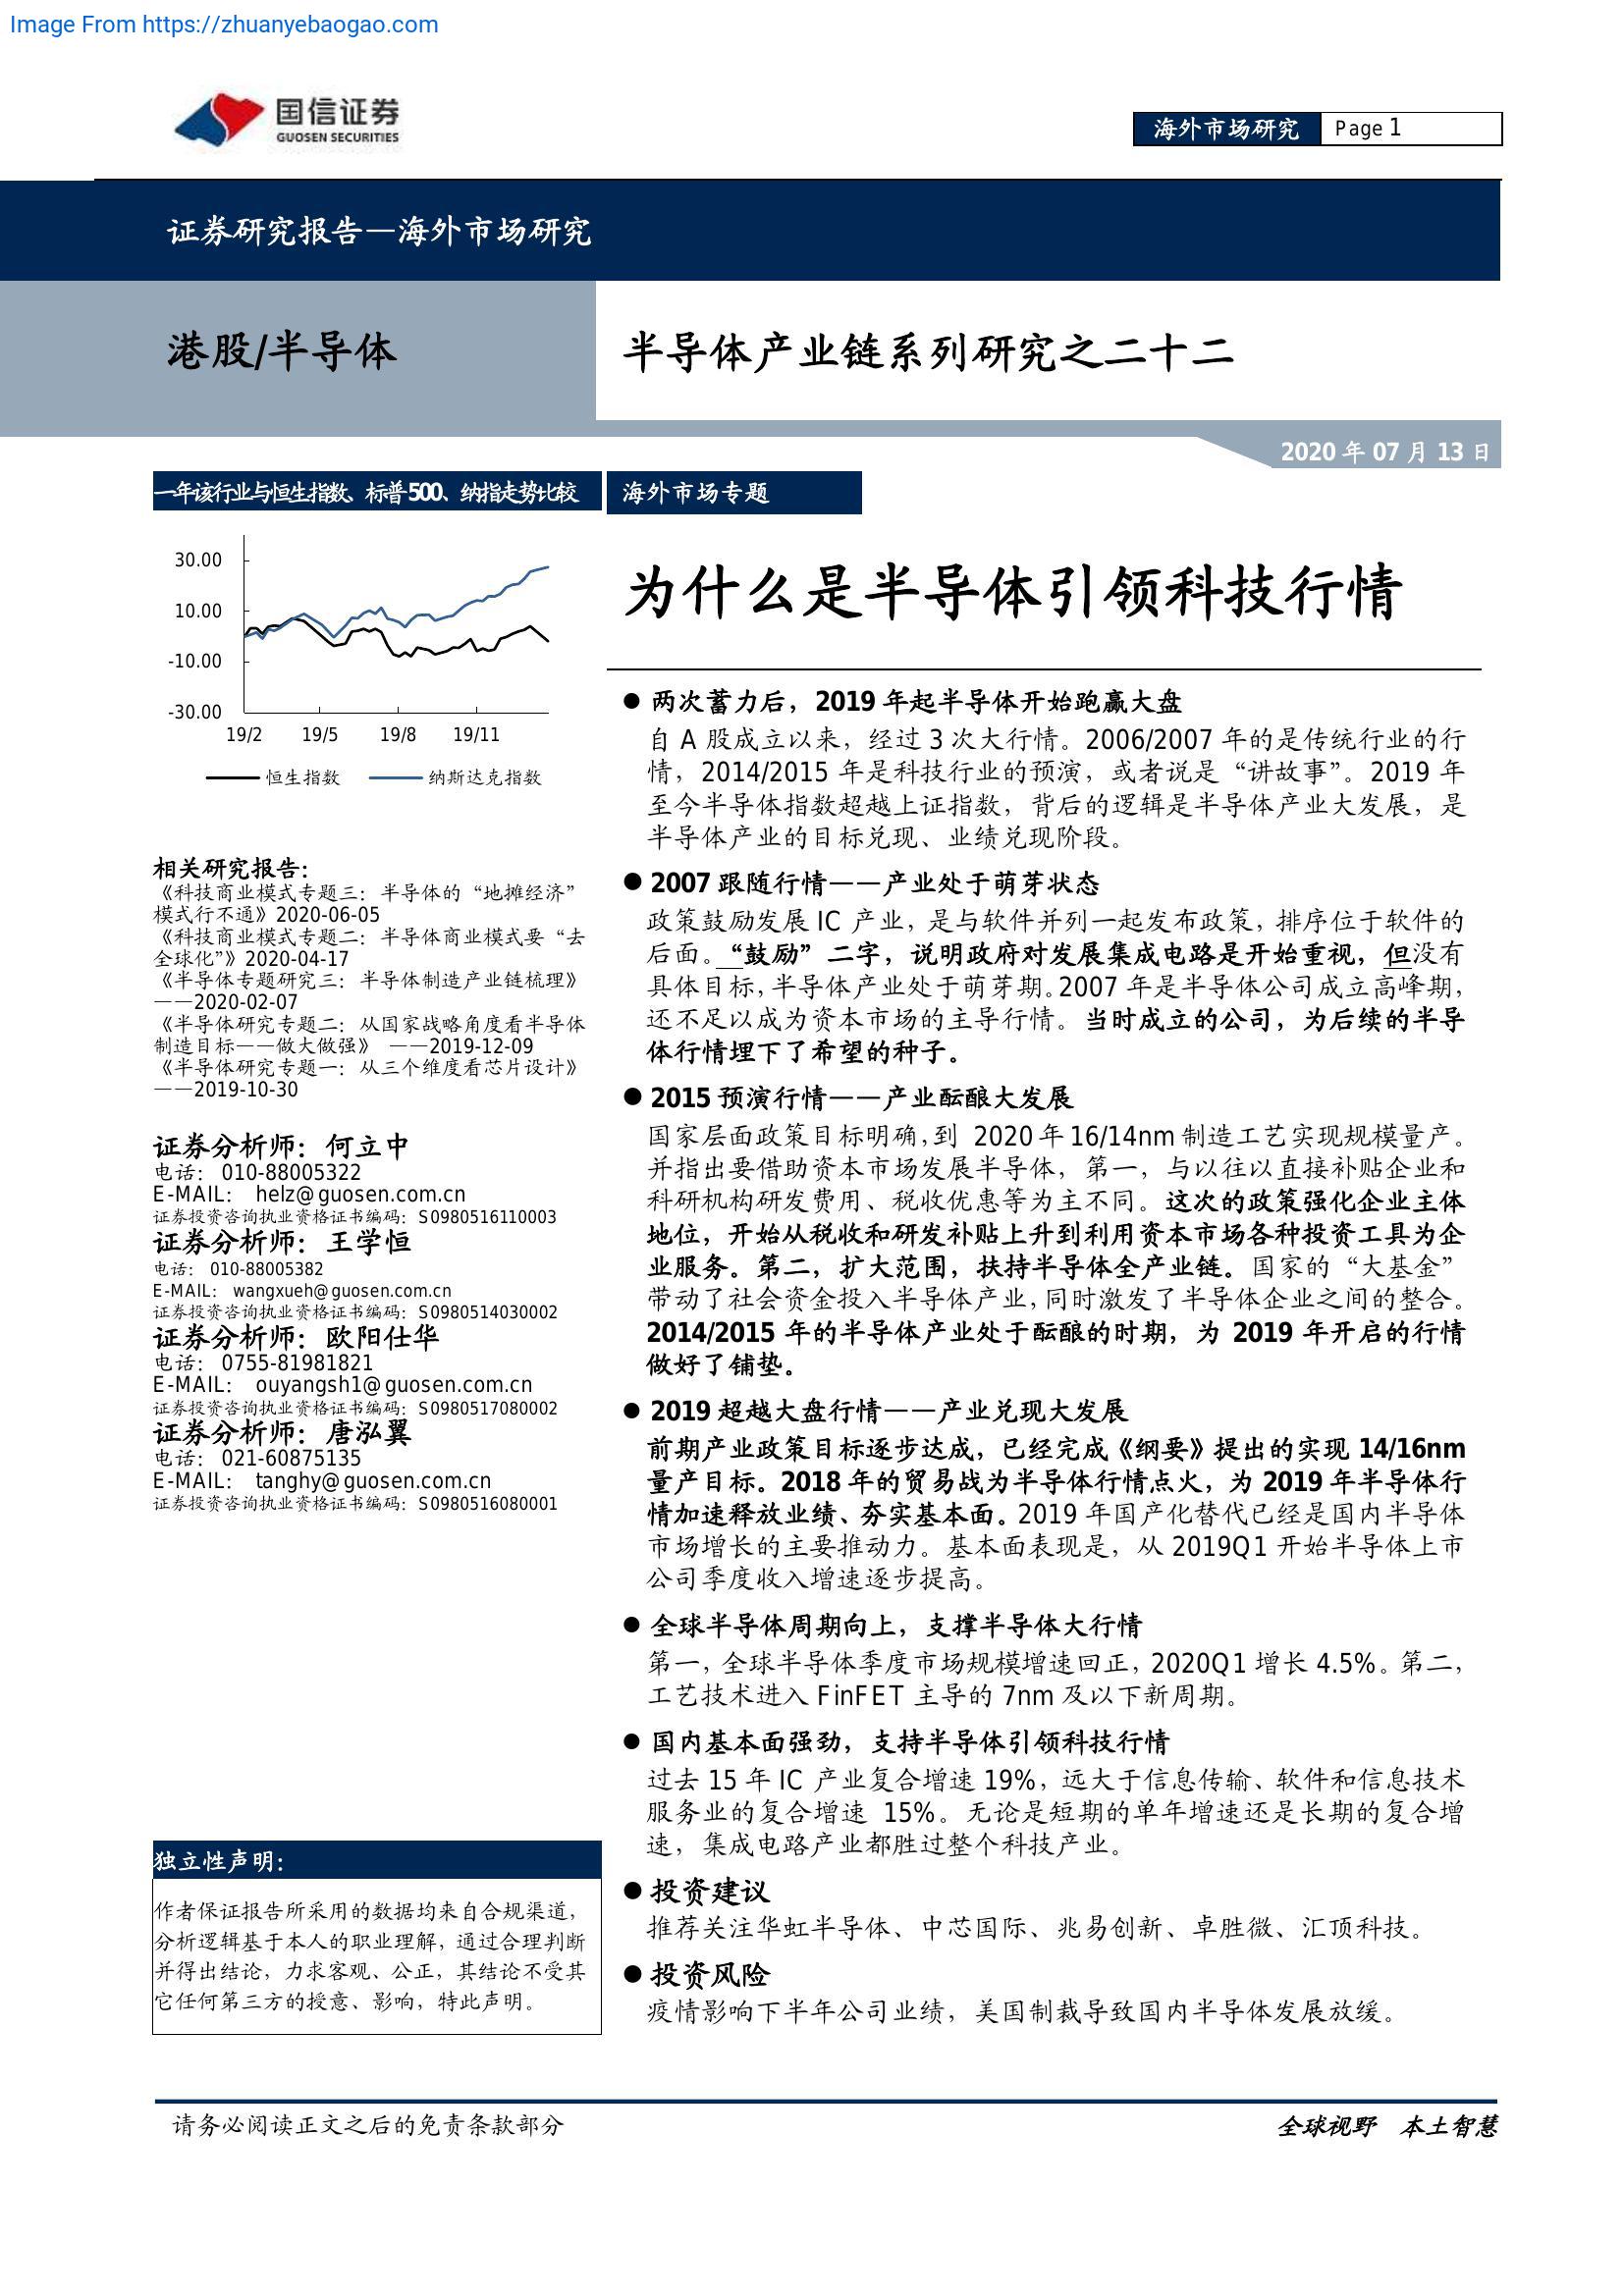 Image From https://zhuanyebaogao.com
国信证券
GUOSEN SECURITIES
海外市场研究
Page 1
证券研究报告—海外市场研究
港股/半导体
半导体产业链系列研究之二十二
2020 年 07 月 13 日
一年该行业与恒生指数、标普500、纳指走势比较
30.00
10.00
-10.00
-30.00
19/2 19/5 19/8 19/11
恒生指数 纳斯达克指数
相关研究报告：
《科技商业模式专题三：半导体的“地摊经济”
模式行不通》2020-06-05
《科技商业模式专题二：半导体商业模式要“去
全球化”》2020-04-17
《半导体专题研究三：半导体制造产业链梳理》
——2020-02-07
《半导体研究专题二：从国家战略角度看半导体
制造目标——做大做强》 ——2019-12-09
《半导体研究专题一：从三个维度看芯片设计》
——2019-10-30
证券分析师：何立中
电话： 010-88005322
E-MAIL： helz@guosen.com.cn
证券投资咨询执业资格证书编码：S0980516110003
证券分析师：王学恒
电话： 010-88005382
E-MAIL： wangxueh@guosen.com.cn
证券投资咨询执业资格证书编码：S0980514030002
证券分析师：欧阳仕华
电话： 0755-81981821
E-MAIL： ouyangsh1@guosen.com.cn
证券投资咨询执业资格证书编码：S0980517080002
证券分析师：唐泓翼
电话： 021-60875135
E-MAIL： tanghy@guosen.com.cn
证券投资咨询执业资格证书编码：S0980516080001
独立性声明：
作者保证报告所采用的数据均来自合规渠道，
分析逻辑基于本人的职业理解，通过合理判断
并得出结论，力求客观、公正，其结论不受其
它任何第三方的授意、影响，特此声明。
海外市场专题
为什么是半导体引领科技行情
● 两次蓄力后，2019 年起半导体开始跑赢大盘
自 A 股成立以来，经过 3 次大行情。2006/2007 年的是传统行业的行
情，2014/2015 年是科技行业的预演，或者说是“讲故事”。2019 年
至今半导体指数超越上证指数，背后的逻辑是半导体产业大发展，是
半导体产业的目标兑现、业绩兑现阶段。
● 2007 跟随行情——产业处于萌芽状态
政策鼓励发展 IC 产业，是与软件并列一起发布政策，排序位于软件的
后面。“鼓励”二字，说明政府对发展集成电路是开始重视，但没有
具体目标，半导体产业处于萌芽期。2007 年是半导体公司成立高峰期，
还不足以成为资本市场的主导行情。当时成立的公司，为后续的半导
体行情埋下了希望的种子。
● 2015 预演行情——产业酝酿大发展
国家层面政策目标明确，到 2020 年 16/14nm 制造工艺实现规模量产。
并指出要借助资本市场发展半导体，第一，与以往以直接补贴企业和
科研机构研发费用、税收优惠等为主不同。这次的政策强化企业主体
地位，开始从税收和研发补贴上升到利用资本市场各种投资工具为企
业服务。第二，扩大范围，扶持半导体全产业链。国家的“大基金”
带动了社会资金投入半导体产业，同时激发了半导体企业之间的整合。
2014/2015 年的半导体产业处于酝酿的时期，为 2019 年开启的行情
做好了铺垫。
● 2019 超越大盘行情——产业兑现大发展
前期产业政策目标逐步达成，已经完成《纲要》提出的实现 14/16nm
量产目标。2018 年的贸易战为半导体行情点火，为 2019 年半导体行
情加速释放业绩、夯实基本面。2019 年国产化替代已经是国内半导体
市场增长的主要推动力。基本面表现是，从 2019Q1 开始半导体上市
公司季度收入增速逐步提高。
● 全球半导体周期向上，支撑半导体大行情
第一，全球半导体季度市场规模增速回正，2020Q1 增长 4.5%。第二，
工艺技术进入 FinFET 主导的 7nm 及以下新周期。
● 国内基本面强劲，支持半导体引领科技行情
过去 15 年 IC 产业复合增速 19%，远大于信息传输、软件和信息技术
服务业的复合增速 15%。无论是短期的单年增速还是长期的复合增
速，集成电路产业都胜过整个科技产业。
● 投资建议
推荐关注华虹半导体、中芯国际、兆易创新、卓胜微、汇顶科技。
● 投资风险
疫情影响下半年公司业绩，美国制裁导致国内半导体发展放缓。
请务必阅读正文之后的免责条款部分
全球视野 本土智慧